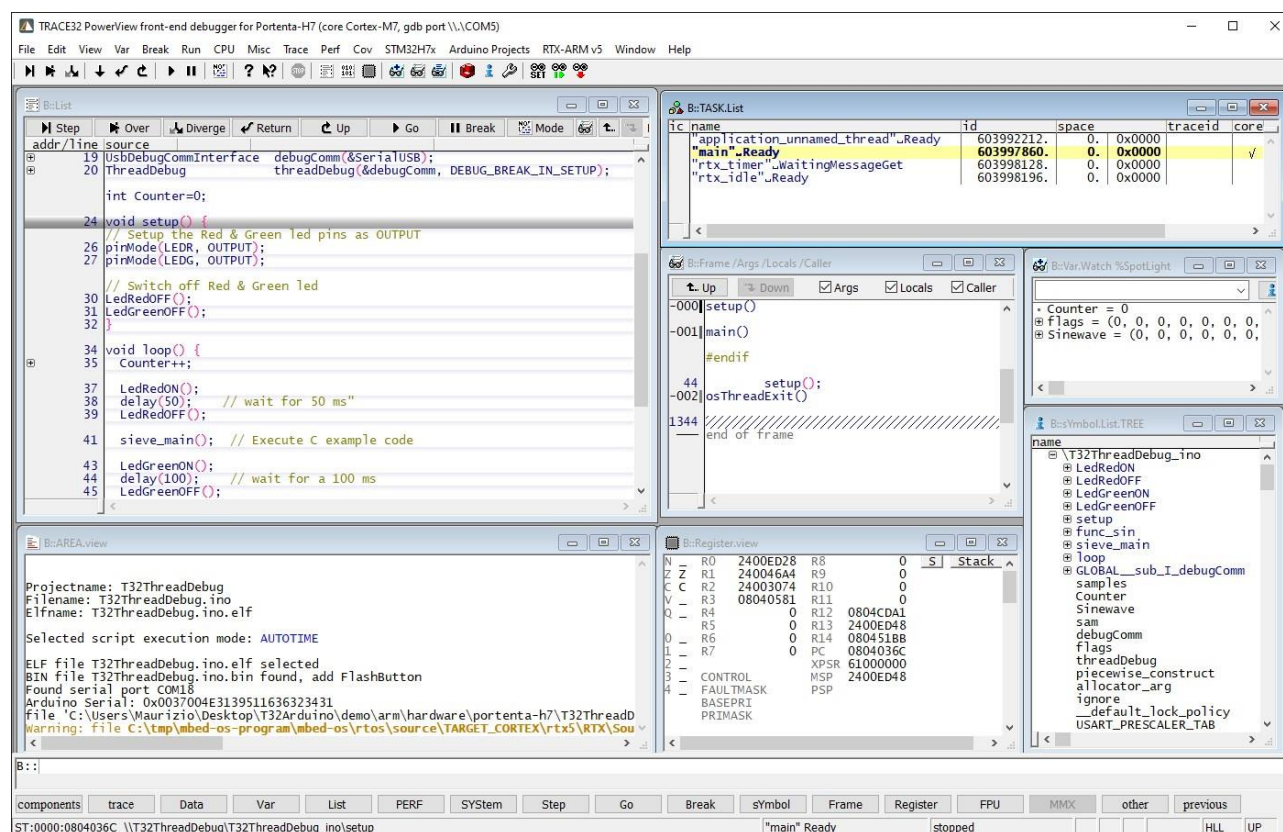 TRACE32 PowerView front-end debugger for Portenta-H7 (core Cortex-M7, gdb port \\.\COM5)
File Edit View Var Break Run CPU Misc Trace Perf Cov STM32H7x Arduino Projects RTX-ARM v5 Window Help
B::List
Step Over Diverge Return Up Go Break Mode
addr/line source
19 UsbDebugCommInterface debugComm(&SerialUSB);
20 ThreadDebug threadDebug(&debugComm, DEBUG_BREAK_IN_SETUP);
int Counter=0;
24 void setup() {
// Setup the Red & Green led pins as OUTPUT
26 pinMode(LEDR, OUTPUT);
27 pinMode(LEDG, OUTPUT);
// Switch off Red & Green led
30 LedRedOFF();
31 LedGreenOFF();
32 }
34 void loop() {
35 Counter++;
37 LedRedON();
38 delay(50); // wait for 50 ms"
39 LedRedOFF();
41 sieve_main(); // Execute C example code
43 LedGreenON();
44 delay(100); // wait for a 100 ms
45 LedGreenOFF();
B::TASK.List
ic name id space traceid core
"application_unnamed_thread"…Ready 603992212. 0. 0x0000
"main"…Ready 603997860. 0. 0x0000 √
"rtx_timer"…WaitingMessageGet 603998128. 0. 0x0000
"rtx_idle"…Ready 603998196. 0. 0x0000
B::Frame /Args /Locals /Caller
Up Down Args Locals Caller
-000 setup()
-001 main()
#endif
44 setup();
-002 osThreadExit()
1344
end of frame
B::Var.Watch %SpotLight
Counter = 0
flags = (0, 0, 0, 0, 0, 0, 0,
Sinewave = (0, 0, 0, 0, 0, 0,
B::sYmbol.List.TREE
name
\T32ThreadDebug_ino
LedRedON
LedRedOFF
LedGreenON
LedGreenOFF
setup
func_sin
sieve_main
loop
GLOBAL__sub_I_debugComm
samples
Counter
Sinewave
sam
debugComm
flags
threadDebug
piecewise_construct
allocator_arg
ignore
__default_lock_policy
USART_PRESCALER_TAB
B::AREA.view
Projectname: T32ThreadDebug
Filename: T32ThreadDebug.ino
Elfname: T32ThreadDebug.ino.elf
Selected script execution mode: AUTOTIME
ELF file T32ThreadDebug.ino.elf selected
BIN file T32ThreadDebug.ino.bin found, add FlashButton
Found serial port COM18
Arduino Serial: 0x0037004E3139511636323431
file 'C:\Users\Maurizio\Desktop\T32Arduino\demo\arm\hardware\portenta-h7\T32ThreadD
Warning: file C:\tmp\mbed-os-program\mbed-os\rtos\source\TARGET_CORTEX\rtx5\RTX\Sou
B::Register.view
N _ R0 2400ED28 R8 0 S Stack
Z Z R1 240046A4 R9 0
C C R2 24003074 R10 0
V _ R3 08040581 R11 0
Q _ R4 0 R12 0804CDA1
R5 0 R13 2400ED48
0 _ R6 0 R14 080451BB
1 _ R7 0 PC 0804036C
2 _ XPSR 61000000
3 _ CONTROL MSP 2400ED48
4 _ FAULTMASK PSP
BASEPRI
PRIMASK
B::
components trace Data Var List PERF SYStem Step Go Break sYmbol Frame Register FPU MMX other previous
ST:0000:0804036C \\T32ThreadDebug\T32ThreadDebug_ino\setup "main" Ready stopped HLL UP